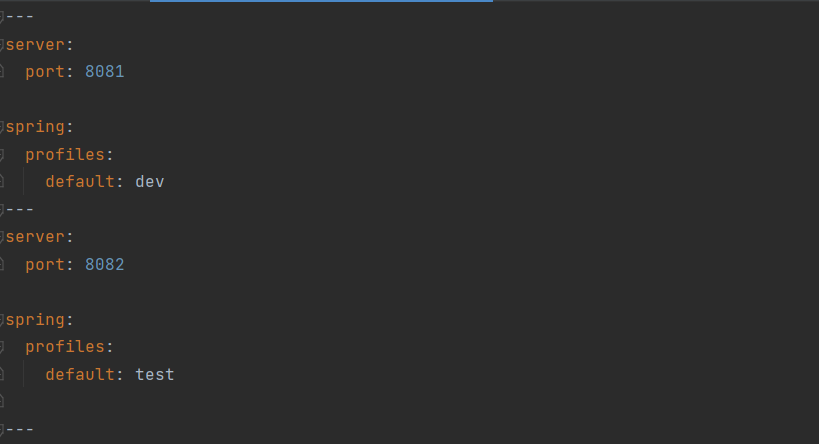 ---
server:
  port: 8081
spring:
  profiles:
    default: dev
---
server:
  port: 8082
spring:
  profiles:
    default: test
---